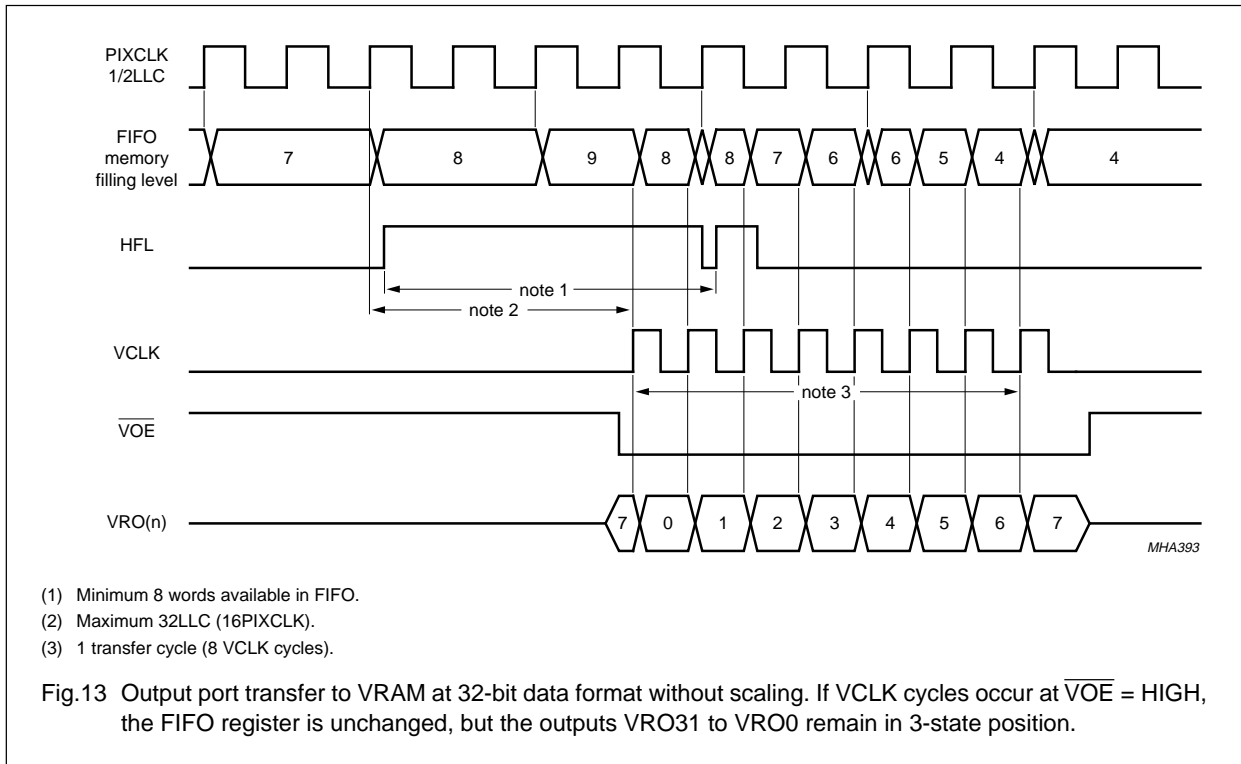 PIXCLK
1/2LLC
FIFO
memory
filling level
7 8 9 8 8 7 6 6 5 4 4
HFL
note 1
note 2
VCLK
note 3
VOE
VRO(n)
7 0 1 2 3 4 5 6 7
MHA393
(1) Minimum 8 words available in FIFO.
(2) Maximum 32LLC (16PIXCLK).
(3) 1 transfer cycle (8 VCLK cycles).
Fig.13 Output port transfer to VRAM at 32-bit data format without scaling. If VCLK cycles occur at V̅O̅E̅ = HIGH,
the FIFO register is unchanged, but the outputs VRO31 to VRO0 remain in 3-state position.